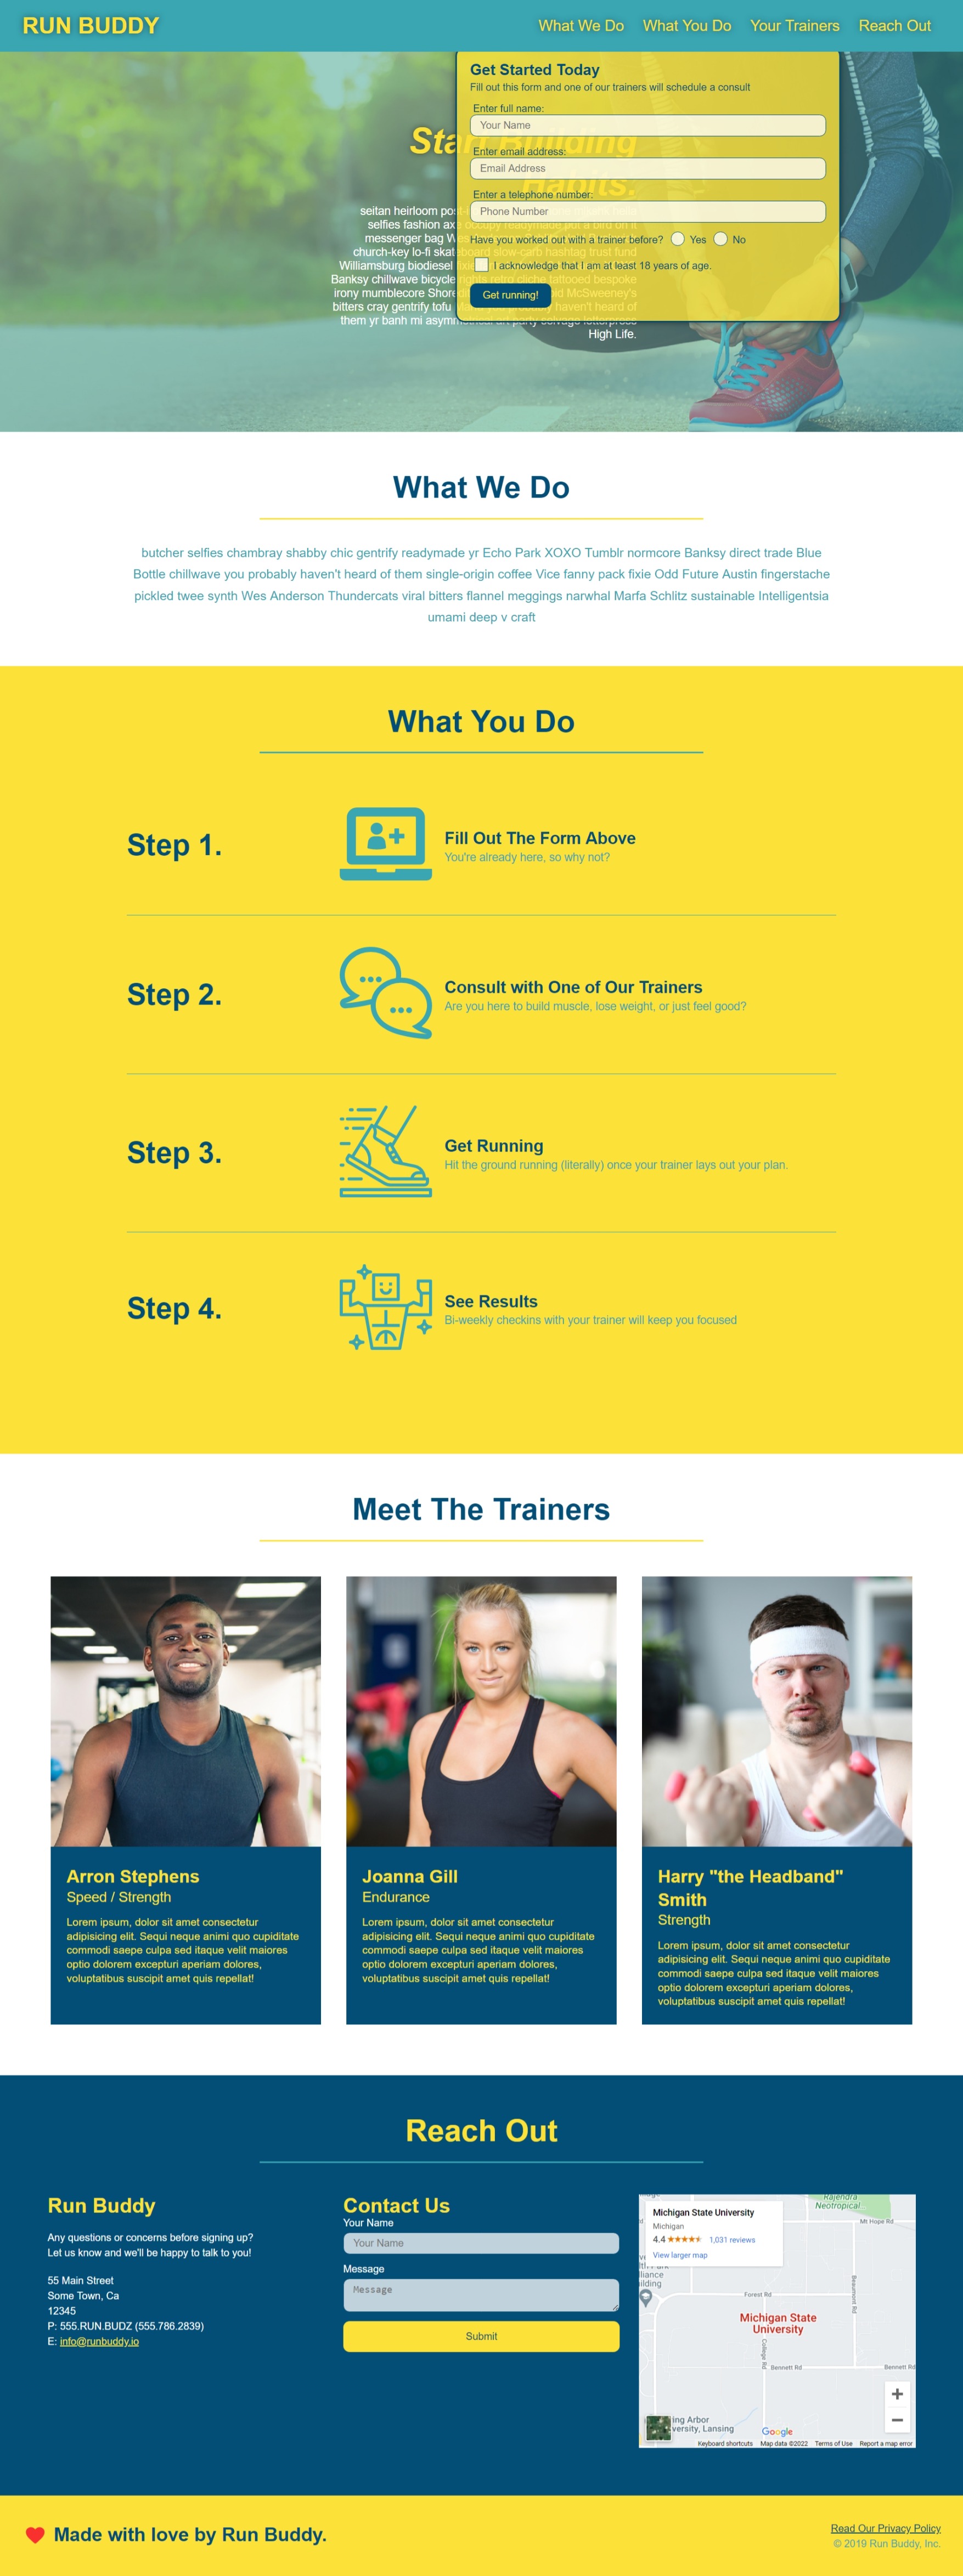 RUN BUDDY
What We Do
What You Do
Your Trainers
Reach Out
Start Building
Habits.
seitan heirloom post-
selfies fashion axe occupy readymade put a bird on it
messenger bag
church-key lo-fi skateboard slow-carb hashtag trust fund
Williamsburg biodiesel
Banksy chillwave bicycle rights retro cliche tattooed bespoke
irony mumblecore McSweeney's
bitters cray gentrify tofu you probably haven't heard of
them yr banh mi asymmetrical art party selvage letterpress
High Life.
Get Started Today
Fill out this form and one of our trainers will schedule a consult
Enter full name:
Your Name
Enter email address:
Email Address
Enter a telephone number:
Phone Number
Have you worked out with a trainer before? Yes No
I acknowledge that I am at least 18 years of age.
Get running!
What We Do
butcher selfies chambray shabby chic gentrify readymade yr Echo Park XOXO Tumblr normcore Banksy direct trade Blue
Bottle chillwave you probably haven't heard of them single-origin coffee Vice fanny pack fixie Odd Future Austin fingerstache
pickled twee synth Wes Anderson Thundercats viral bitters flannel meggings narwhal Marfa Schlitz sustainable Intelligentsia
umami deep v craft
What You Do
Step 1.
Fill Out The Form Above
You're already here, so why not?
Step 2.
Consult with One of Our Trainers
Are you here to build muscle, lose weight, or just feel good?
Step 3.
Get Running
Hit the ground running (literally) once your trainer lays out your plan.
Step 4.
See Results
Bi-weekly checkins with your trainer will keep you focused
Meet The Trainers
Arron Stephens
Speed / Strength
Lorem ipsum, dolor sit amet consectetur
adipisicing elit. Sequi neque animi quo cupiditate
commodi saepe culpa sed itaque velit maiores
optio dolorem excepturi aperiam dolores,
voluptatibus suscipit amet quis repellat!
Joanna Gill
Endurance
Lorem ipsum, dolor sit amet consectetur
adipisicing elit. Sequi neque animi quo cupiditate
commodi saepe culpa sed itaque velit maiores
optio dolorem excepturi aperiam dolores,
voluptatibus suscipit amet quis repellat!
Harry "the Headband"
Smith
Strength
Lorem ipsum, dolor sit amet consectetur
adipisicing elit. Sequi neque animi quo cupiditate
commodi saepe culpa sed itaque velit maiores
optio dolorem excepturi aperiam dolores,
voluptatibus suscipit amet quis repellat!
Reach Out
Run Buddy
Any questions or concerns before signing up?
Let us know and we'll be happy to talk to you!
55 Main Street
Some Town, Ca
12345
P: 555.RUN.BUDZ (555.786.2839)
E: info@runbuddy.io
Contact Us
Your Name
Your Name
Message
Message
Submit
Rajendra
Neotropical
Mt Hope Rd
Michigan State University
Michigan
4.4 1,031 reviews
View larger map
lliance
ilding
Forest Rd
Beaumont Rd
Michigan State
University
College Rd
Bennett Rd
Bennett Rd
ing Arbor
versity, Lansing
Google
Keyboard shortcuts Map data ©2022 Terms of Use Report a map error
Made with love by Run Buddy.
Read Our Privacy Policy
© 2019 Run Buddy, Inc.